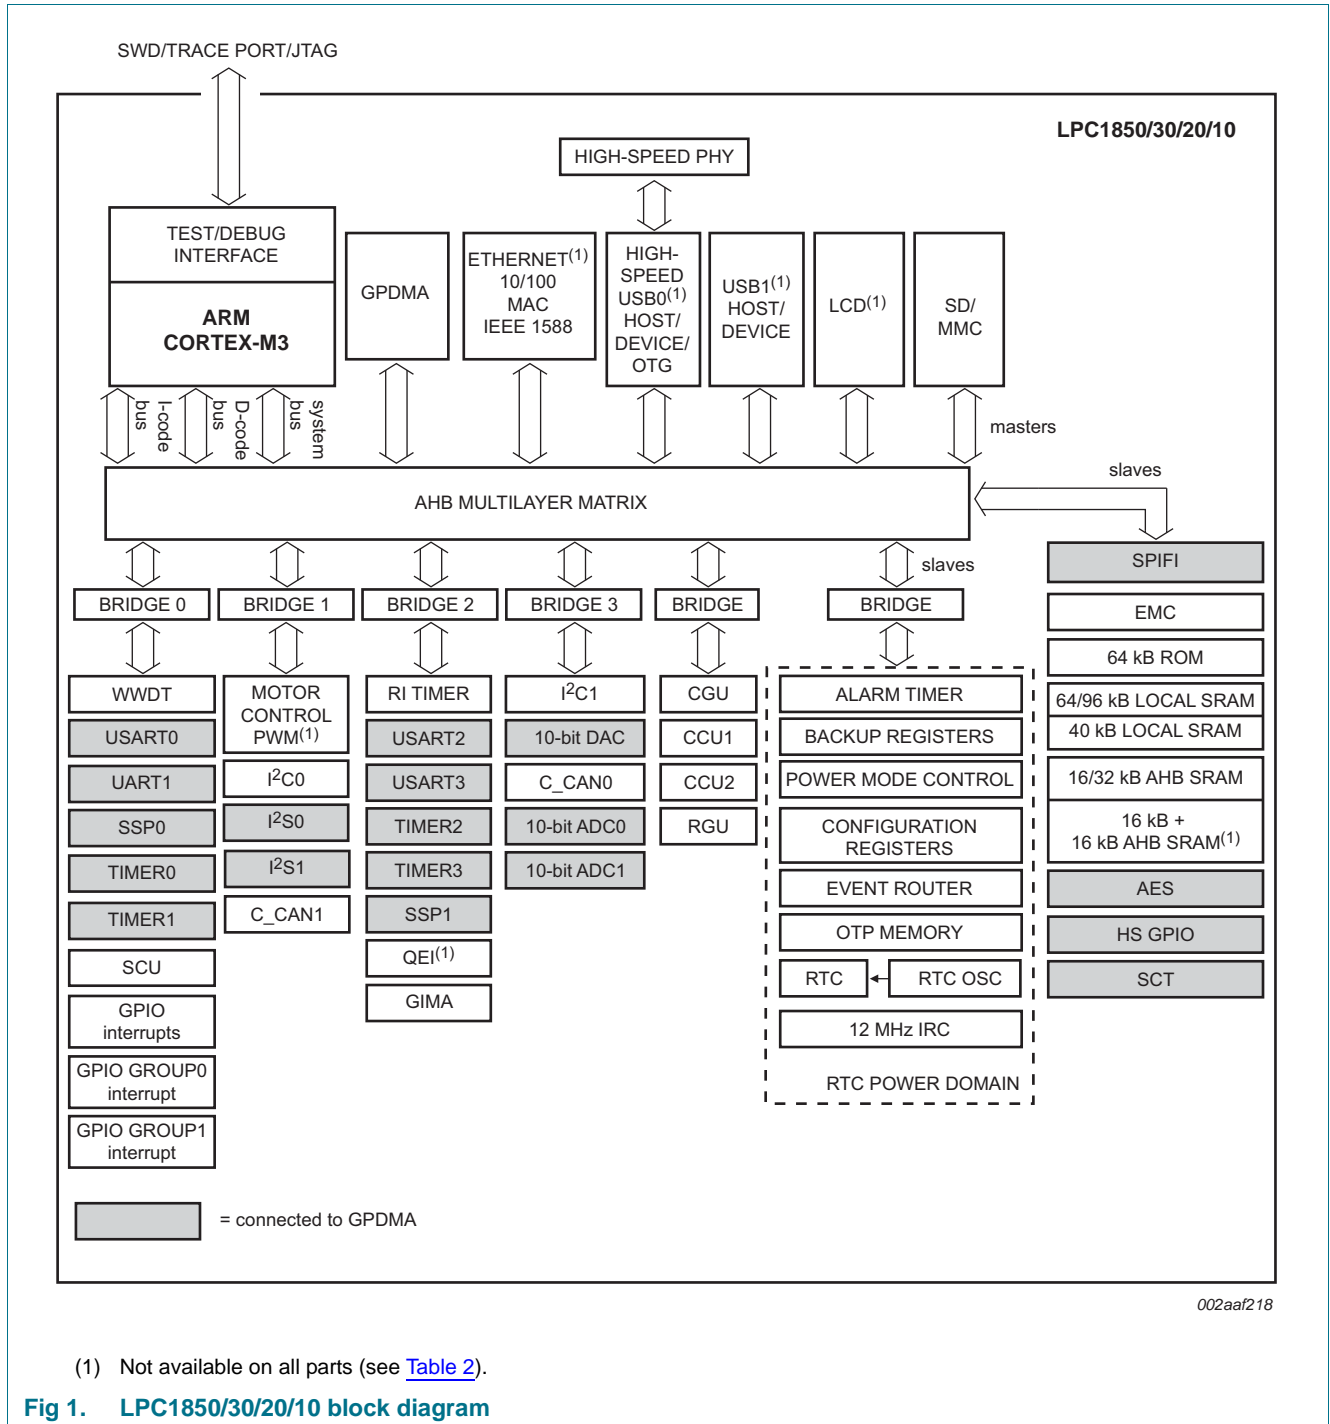 SWD/TRACE PORT/JTAG
LPC1850/30/20/10
HIGH-SPEED PHY
TEST/DEBUG
INTERFACE
ARM
CORTEX-M3
GPDMA
ETHERNET(1)
10/100
MAC
IEEE 1588
HIGH-
SPEED
USB0(1)
HOST/
DEVICE/
OTG
USB1(1)
HOST/
DEVICE
LCD(1)
SD/
MMC
I-code
bus
D-code
bus
system
bus
masters
slaves
AHB MULTILAYER MATRIX
slaves
BRIDGE 0
BRIDGE 1
BRIDGE 2
BRIDGE 3
BRIDGE
BRIDGE
WWDT
USART0
UART1
SSP0
TIMER0
TIMER1
SCU
GPIO
interrupts
GPIO GROUP0
interrupt
GPIO GROUP1
interrupt
MOTOR
CONTROL
PWM(1)
I2C0
I2S0
I2S1
C_CAN1
RI TIMER
USART2
USART3
TIMER2
TIMER3
SSP1
QEI(1)
GIMA
I2C1
10-bit DAC
C_CAN0
10-bit ADC0
10-bit ADC1
CGU
CCU1
CCU2
RGU
ALARM TIMER
BACKUP REGISTERS
POWER MODE CONTROL
CONFIGURATION
REGISTERS
EVENT ROUTER
OTP MEMORY
RTC
RTC OSC
12 MHz IRC
RTC POWER DOMAIN
SPIFI
EMC
64 kB ROM
64/96 kB LOCAL SRAM
40 kB LOCAL SRAM
16/32 kB AHB SRAM
16 kB +
16 kB AHB SRAM(1)
AES
HS GPIO
SCT
= connected to GPDMA
002aaf218
(1) Not available on all parts (see Table 2).
Fig 1. LPC1850/30/20/10 block diagram